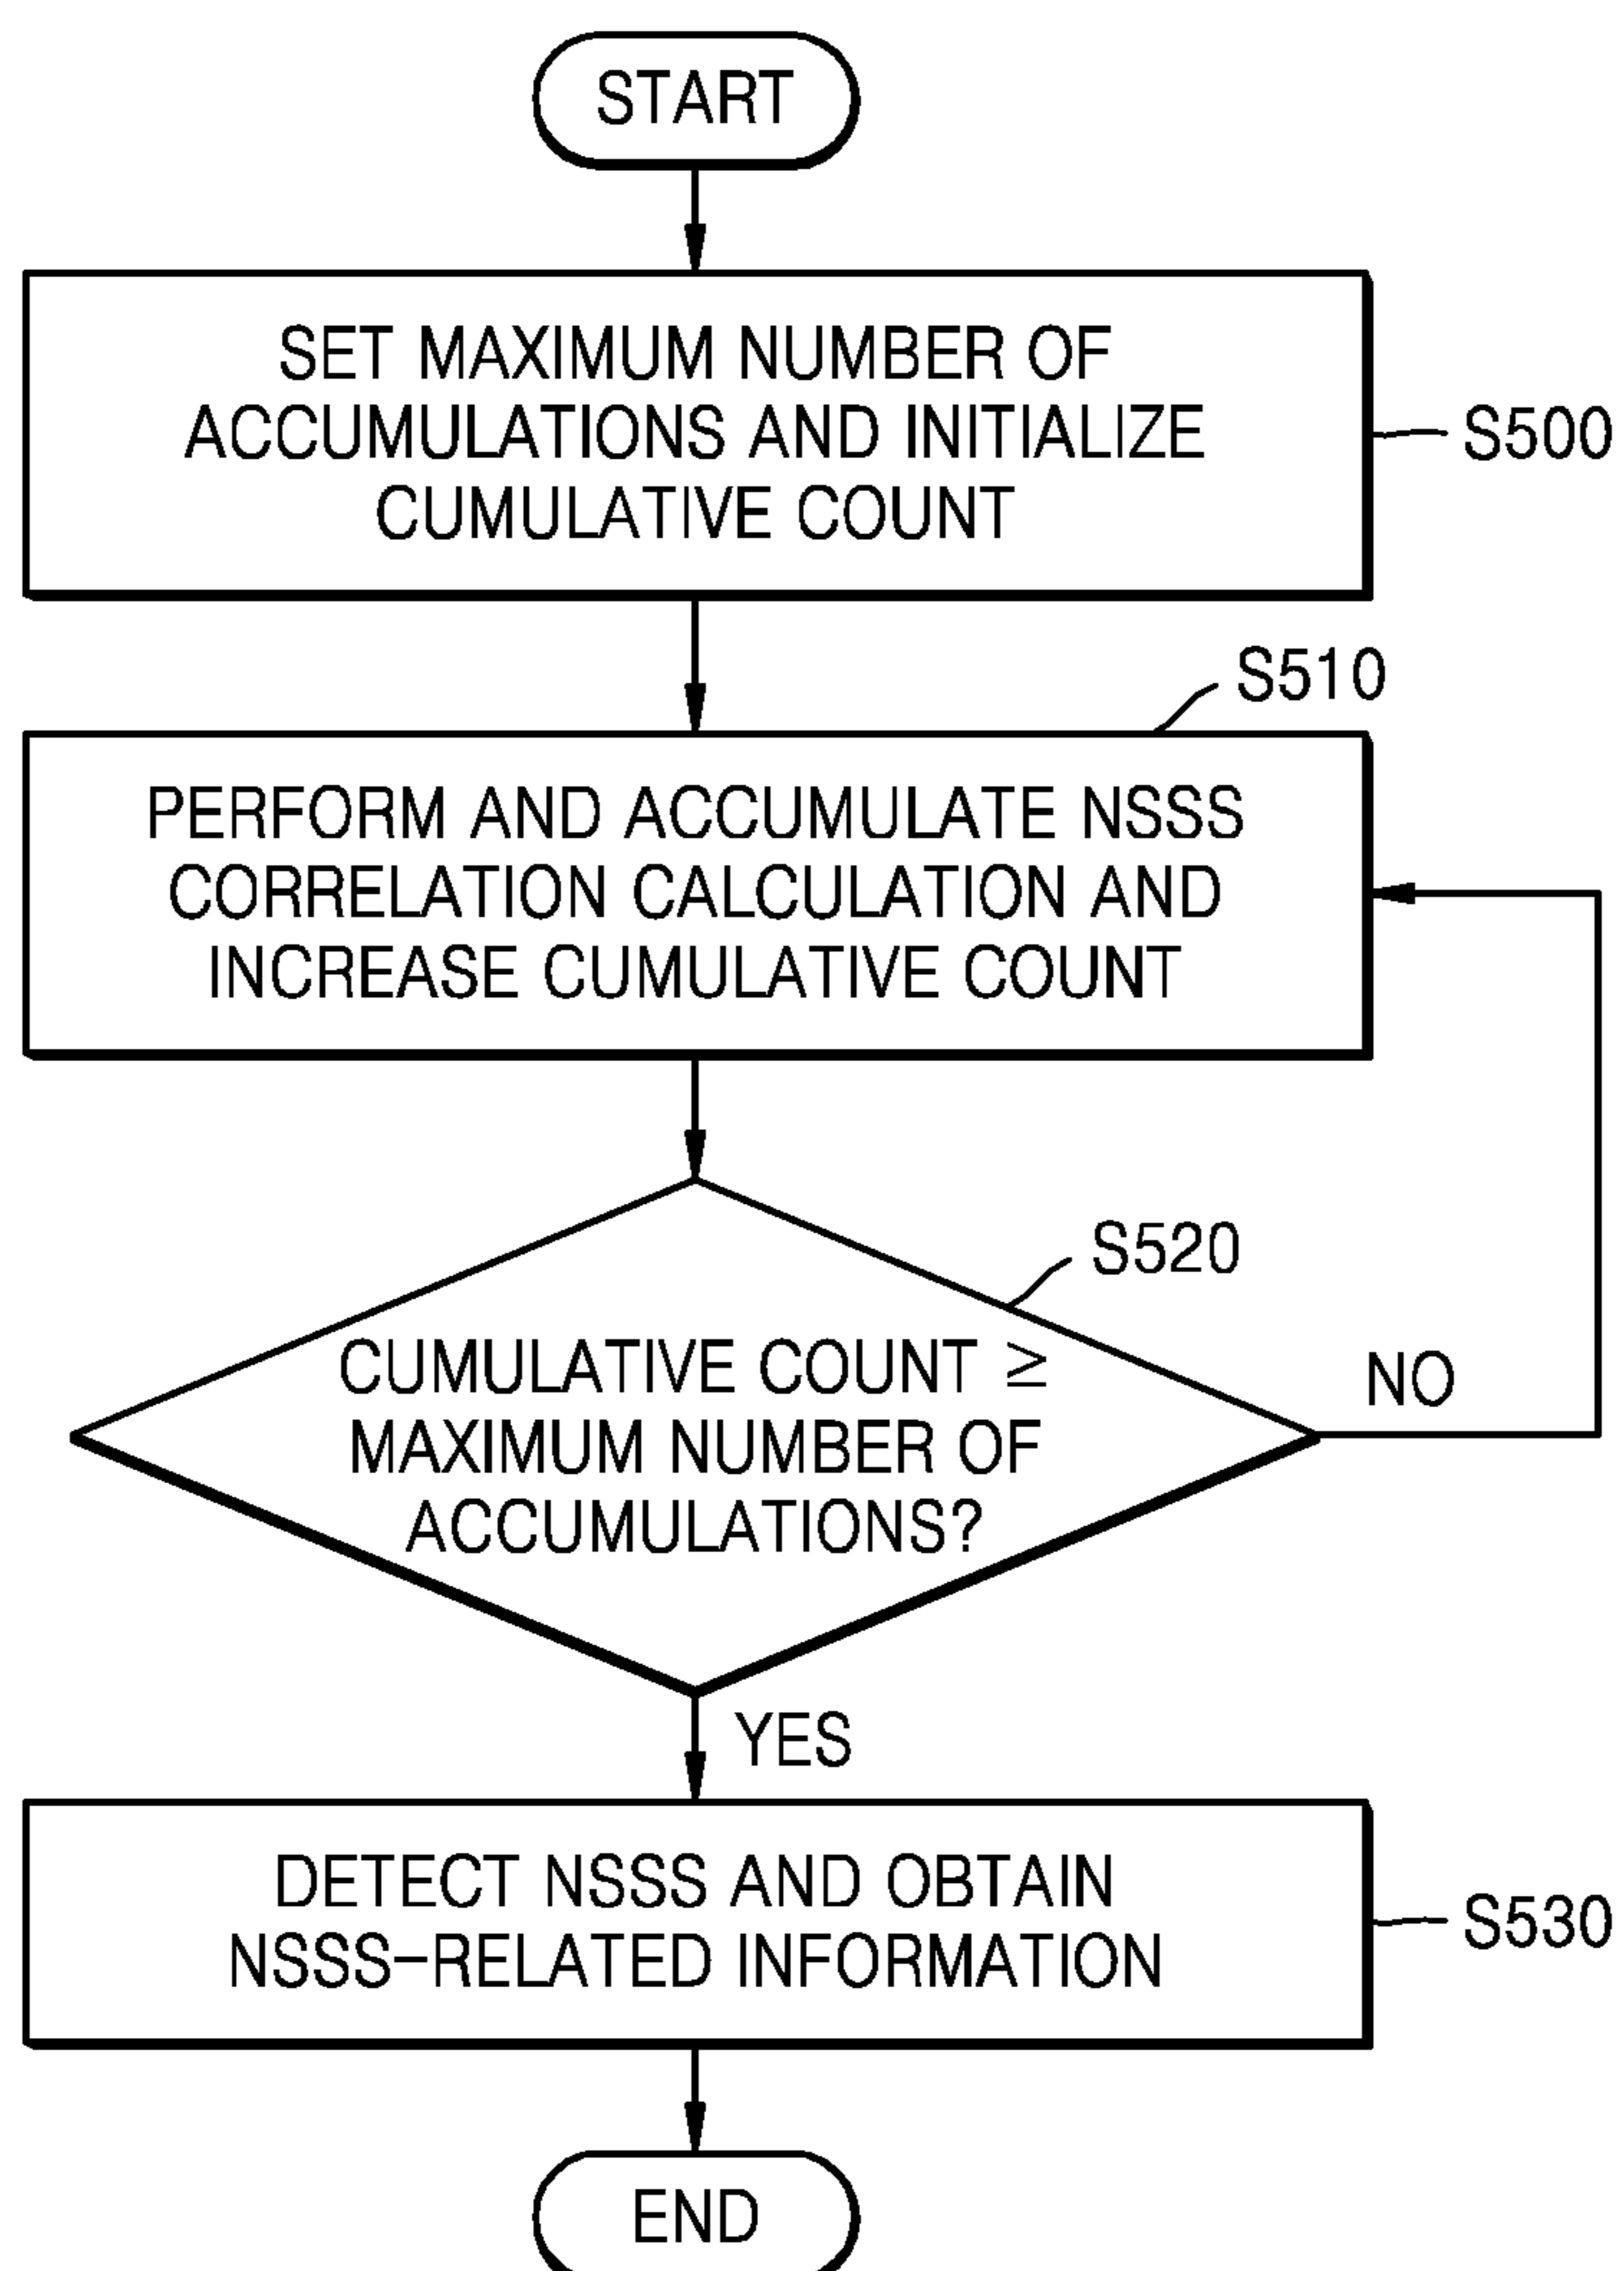 START
SET MAXIMUM NUMBER OF
ACCUMULATIONS AND INITIALIZE
CUMULATIVE COUNT
S500
S510
PERFORM AND ACCUMULATE NSSS
CORRELATION CALCULATION AND
INCREASE CUMULATIVE COUNT
S520
CUMULATIVE COUNT ≥
MAXIMUM NUMBER OF
ACCUMULATIONS?
NO
YES
DETECT NSSS AND OBTAIN
NSSS-RELATED INFORMATION
S530
END